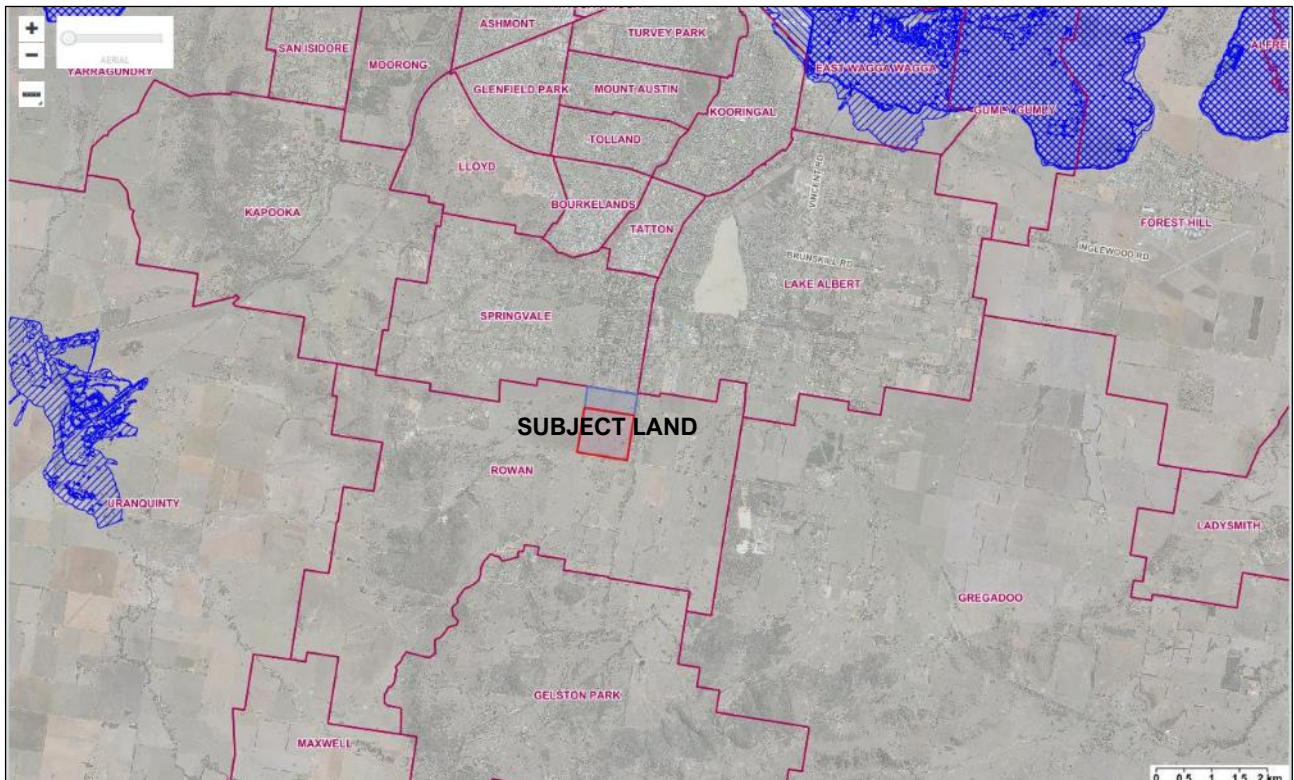 +
ASHMONT
TURVEY PARK
SAN ISIDORE
−
AERIAL
MOORONG
EAST WAGGA WAGGA
YARRAGUNDRY
GLENFIELD PARK
MOUNT AUSTIN
GUMLY GUMLY
KOORINGAL
TOLLAND
LLOYD
VINCENT RD
BOURKELANDS
KAPOOKA
TATTON
FOREST HILL
INGLEWOOD RD
BRUNSKILL RD
LAKE ALBERT
SPRINGVALE
SUBJECT LAND
ROWAN
URANQUINTY
LADYSMITH
GREGADOO
GELSTON PARK
MAXWELL
0 0.5 1 1.5 2 km